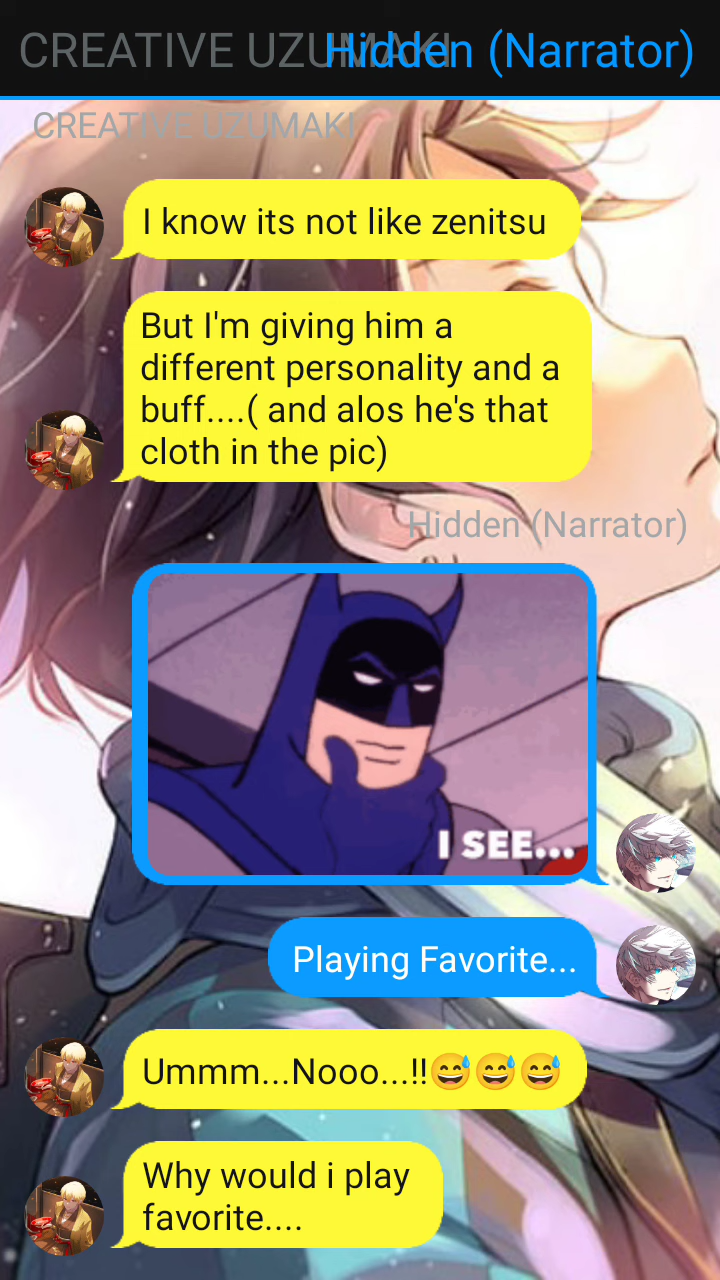 CREATIVE UZUMAKI
Hidden (Narrator)
CREATIVE UZUMAKI
I know its not like zenitsu
But I'm giving him a
different personality and a
buff....( and alos he's that
cloth in the pic)
Hidden (Narrator)
I SEE...
Playing Favorite...
Ummm...Nooo...!!😅😅😅
Why would i play
favorite....